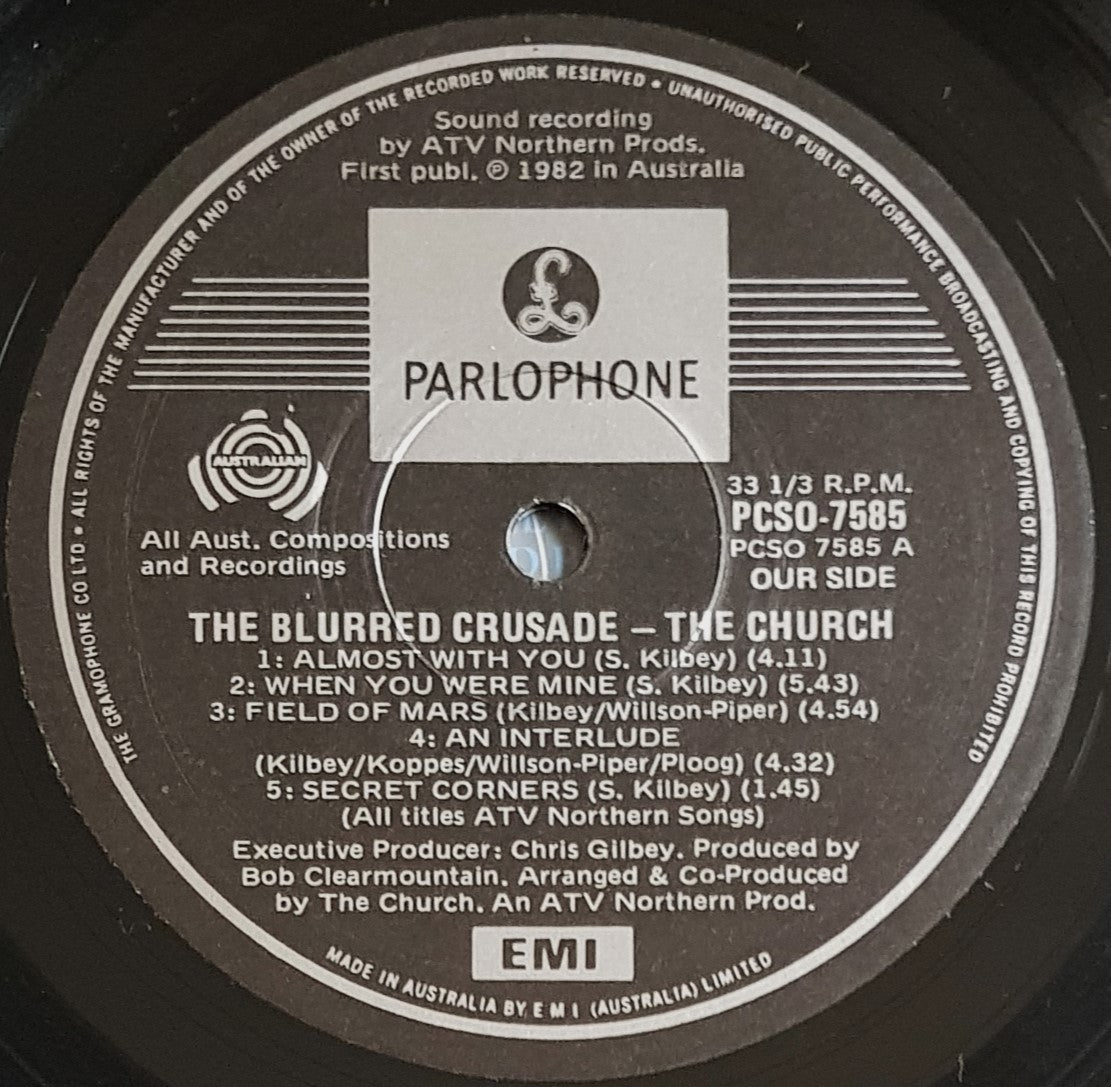 THE GRAMOPHONE CO LTD • ALL RIGHTS OF THE MANUFACTURER AND OF THE OWNER OF THE RECORDED WORK RESERVED • UNAUTHORISED PUBLIC PERFORMANCE BROADCASTING AND COPYING OF THIS RECORD PROHIBITED
Sound recording
by ATV Northern Prods.
First publ. ℗ 1982 in Australia
£
PARLOPHONE
AUSTRALIAN
All Aust. Compositions
and Recordings
33 1/3 R.P.M.
PCSO-7585
PCSO 7585 A
OUR SIDE
THE BLURRED CRUSADE – THE CHURCH
1: ALMOST WITH YOU (S. Kilbey) (4.11)
2: WHEN YOU WERE MINE (S. Kilbey) (5.43)
3: FIELD OF MARS (Kilbey/Willson-Piper) (4.54)
4: AN INTERLUDE
(Kilbey/Koppes/Willson-Piper/Ploog) (4.32)
5: SECRET CORNERS (S. Kilbey) (1.45)
(All titles ATV Northern Songs)
Executive Producer: Chris Gilbey. Produced by
Bob Clearmountain. Arranged & Co-Produced
by The Church. An ATV Northern Prod.
EMI
MADE IN AUSTRALIA BY E M I (AUSTRALIA) LIMITED